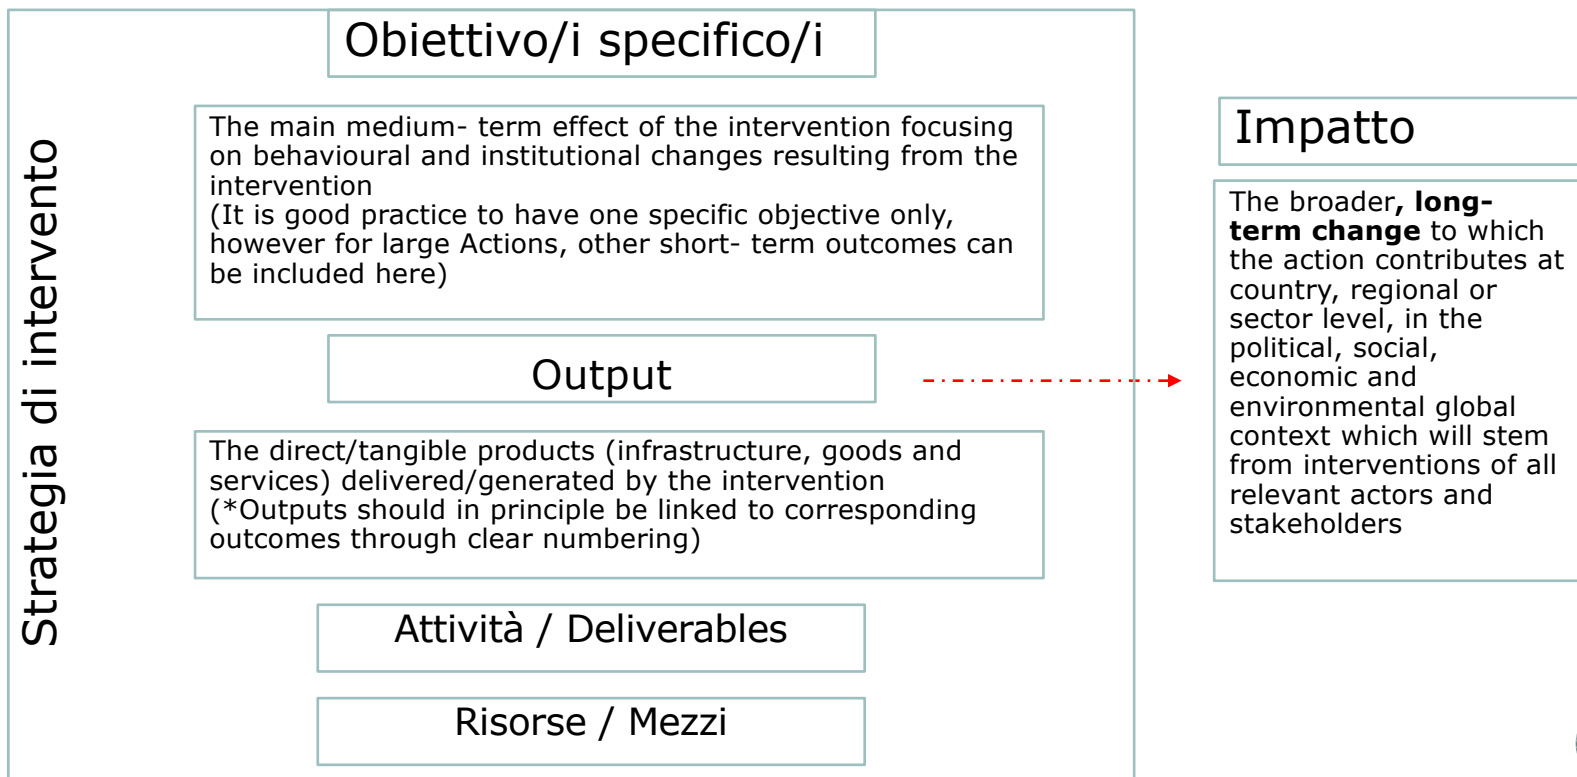 Strategia di intervento
Obiettivo/i specifico/i
The main medium- term effect of the intervention focusing
on behavioural and institutional changes resulting from the
intervention
(It is good practice to have one specific objective only,
however for large Actions, other short- term outcomes can
be included here)
Output
The direct/tangible products (infrastructure, goods and
services) delivered/generated by the intervention
(*Outputs should in principle be linked to corresponding
outcomes through clear numbering)
Attività / Deliverables
Risorse / Mezzi
Impatto
The broader, long-
term change to which
the action contributes at
country, regional or
sector level, in the
political, social,
economic and
environmental global
context which will stem
from interventions of all
relevant actors and
stakeholders